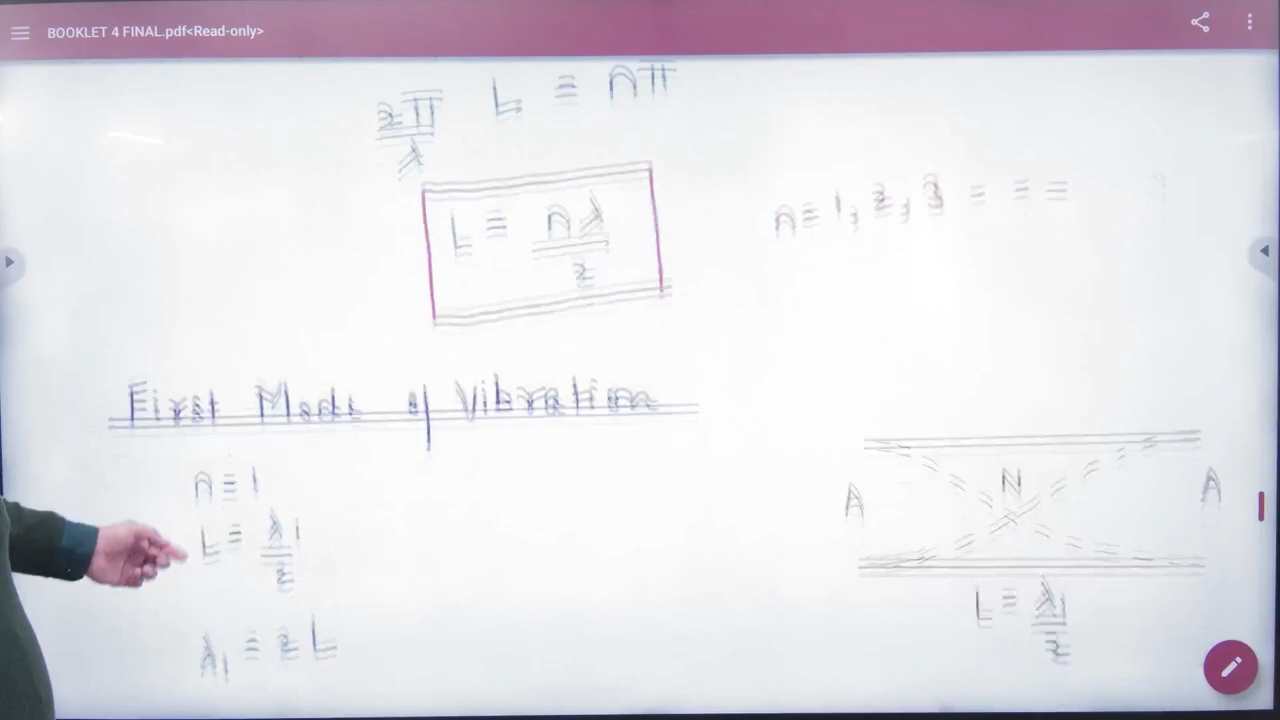 BOOKLET 4 FINAL.pdf<Read-only>
2π/λ L = nπ
L = nλ/2
n = 1, 2, 3 - - -
First Mode of Vibration
n = 1
L = λ1/2
λ1 = 2L
A N A
L = λ1/2